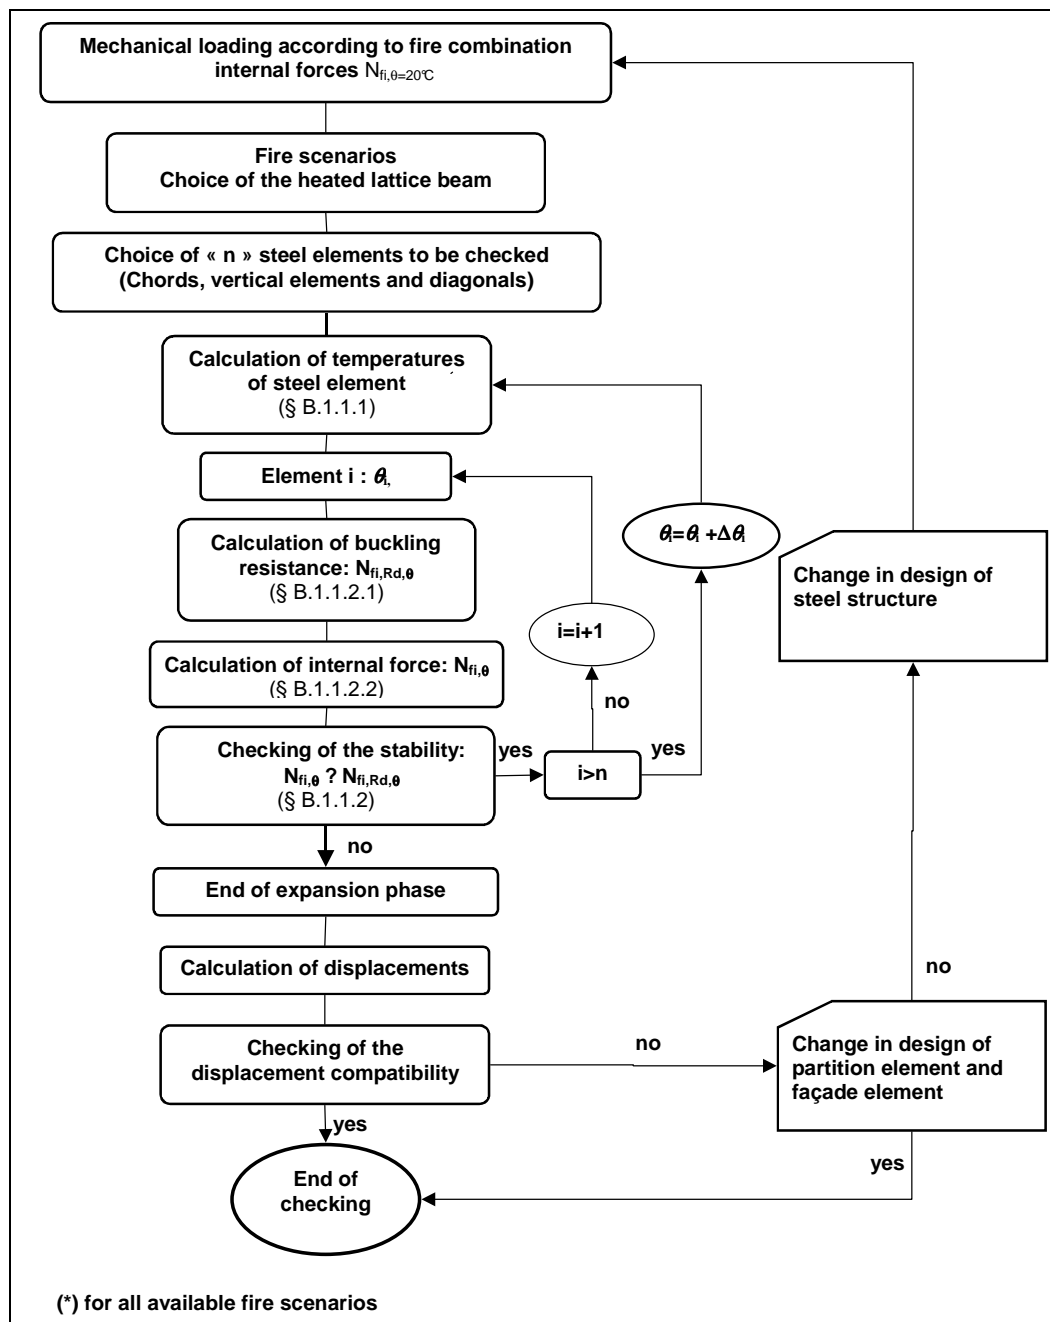 Mechanical loading according to fire combination
internal forces Nfi,θ=20°C
Fire scenarios
Choice of the heated lattice beam
Choice of « n » steel elements to be checked
(Chords, vertical elements and diagonals)
Calculation of temperatures
of steel element
(§ B.1.1.1)
Element i : θi,
θi=θi +Δθi
Calculation of buckling
resistance: Nfi,Rd,θ
(§ B.1.1.2.1)
Change in design of
steel structure
i=i+1
Calculation of internal force: Nfi,θ
(§ B.1.1.2.2)
no
Checking of the stability:
Nfi,θ ? Nfi,Rd,θ
(§ B.1.1.2)
yes
i>n
yes
no
End of expansion phase
Calculation of displacements
no
Checking of the
displacement compatibility
no
Change in design of
partition element and
façade element
yes
yes
End of
checking
(*) for all available fire scenarios